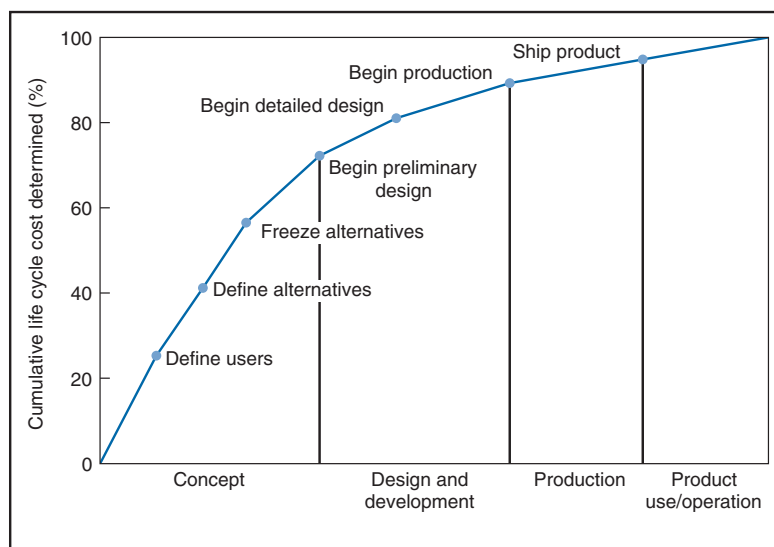 Cumulative life cycle cost determined (%)
100
80
60
40
20
0
Ship product
Begin production
Begin detailed design
Begin preliminary
design
Freeze alternatives
Define alternatives
Define users
Concept
Design and
development
Production
Product
use/operation